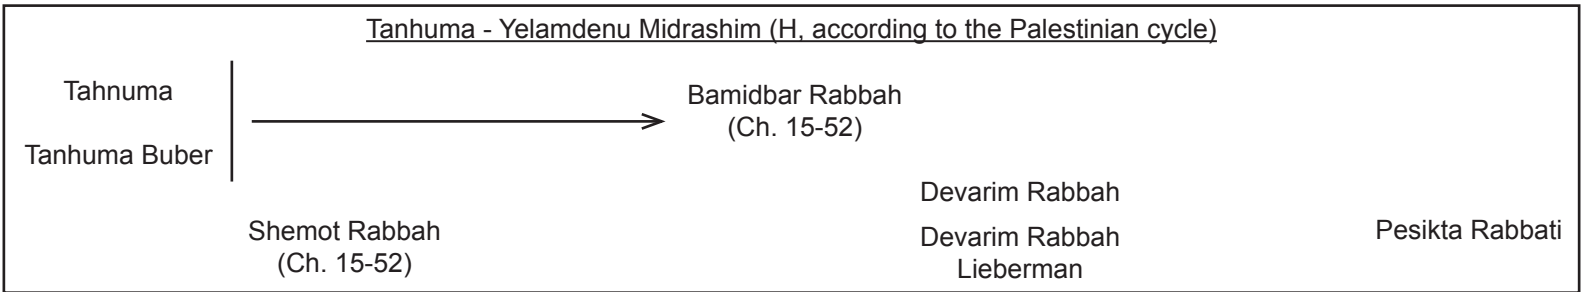 Tanhuma - Yelamdenu Midrashim (H, according to the Palestinian cycle)
Tahnuma
Tanhuma Buber
Bamidbar Rabbah
(Ch. 15-52)
Shemot Rabbah
(Ch. 15-52)
Devarim Rabbah
Devarim Rabbah
Lieberman
Pesikta Rabbati